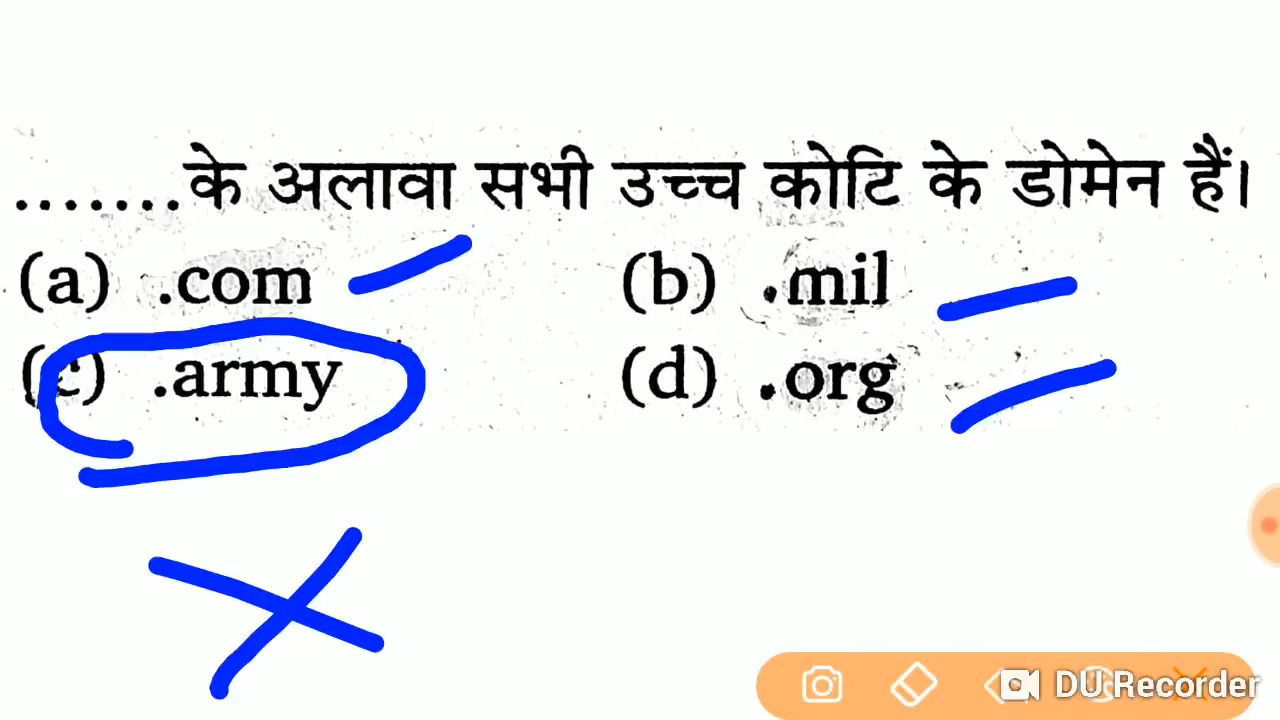 .......के अलावा सभी उच्च कोटि के डोमेन हैं।
(a) .com (b) .mil
(c) .army (d) .org
DU Recorder